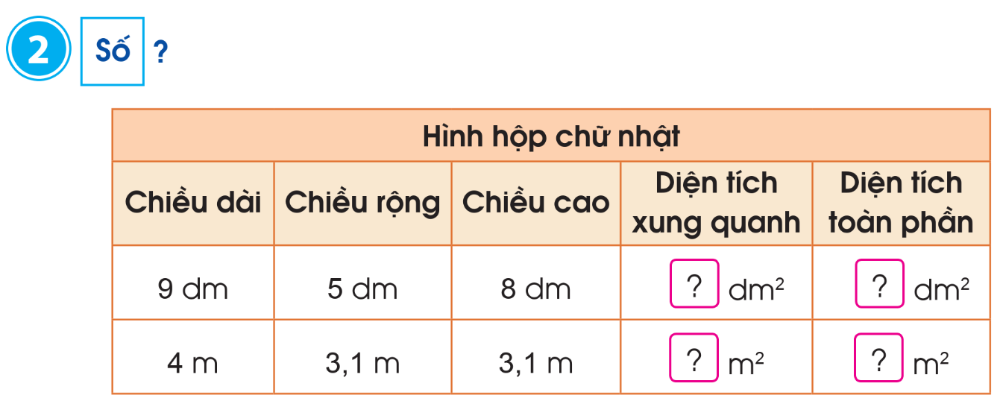 2 Số ?
Hình hộp chữ nhật
Chiều dài Chiều rộng Chiều cao Diện tích xung quanh Diện tích toàn phần
9 dm 5 dm 8 dm ? dm² ? dm²
4 m 3,1 m 3,1 m ? m² ? m²